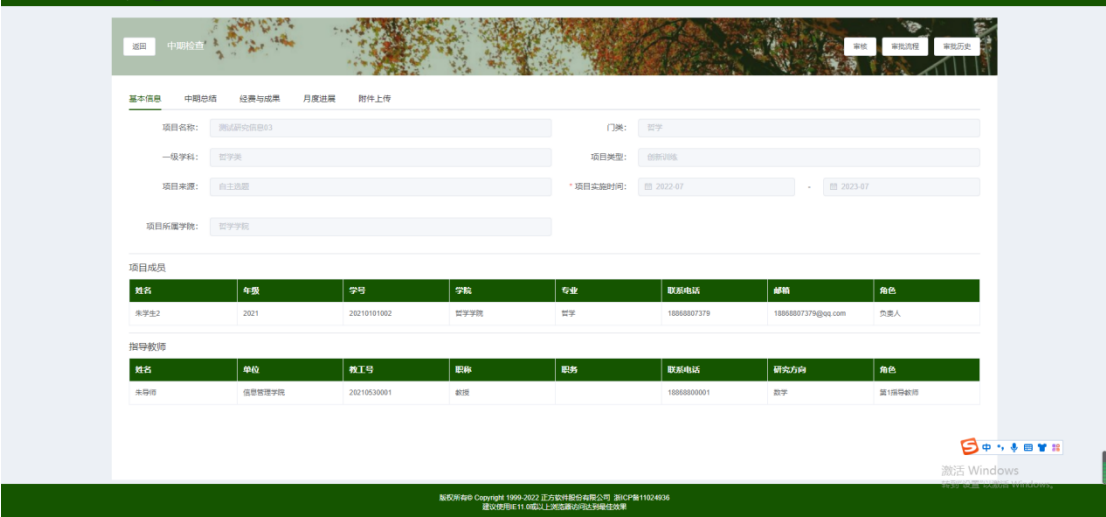 返回 中期检查 审核 审批流程 审批历史
基本信息 中期总结 经费与成果 月度进展 附件上传
项目名称: 测试研究信息03 门类: 哲学
一级学科: 哲学类 项目类型: 创新训练
项目来源: 自主选题 * 项目实施时间: 2022-07 - 2023-07
项目所属学院: 哲学学院
项目成员
姓名 年级 学号 学院 专业 联系电话 邮箱 角色
朱学生2 2021 20210101002 哲学学院 哲学 18868807379 18868807379@qq.com 负责人
指导教师
姓名 单位 教工号 职称 职务 联系电话 研究方向 角色
朱导师 信息管理学院 20210530001 教授 18868800001 数学 第1指导教师
中
激活 Windows
版权所有© Copyright 1999-2022 正方软件股份有限公司 浙ICP备11024936
建议使用IE11.0或以上浏览器访问达到最佳效果